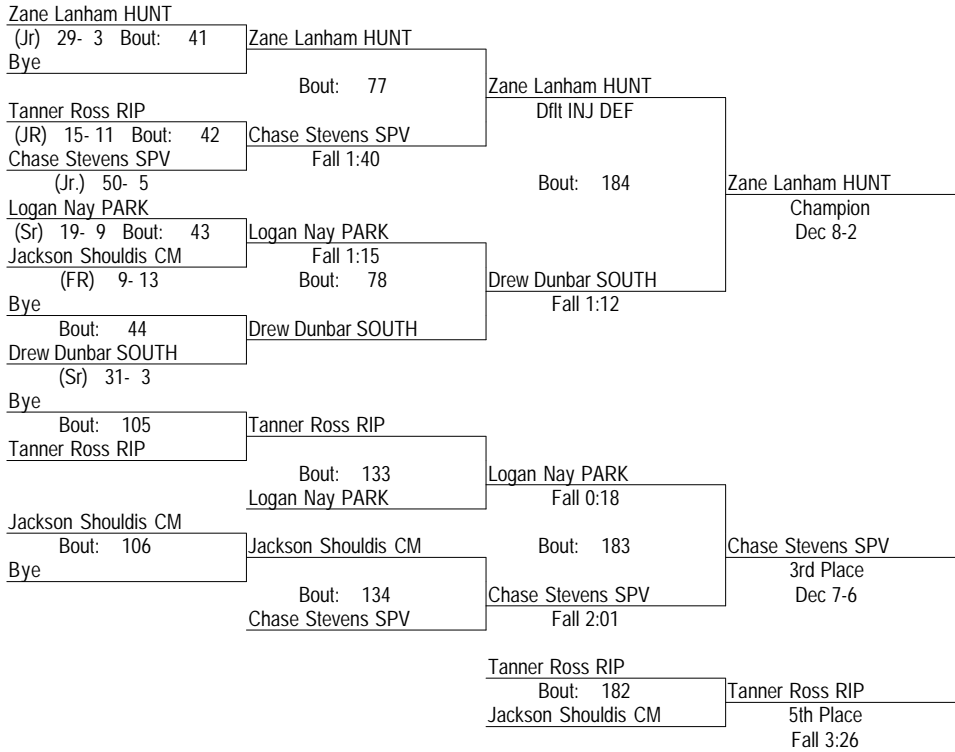 Zane Lanham HUNT
(Jr) 29- 3 Bout: 41 Zane Lanham HUNT
Bye
Bout: 77 Zane Lanham HUNT
Tanner Ross RIP Dflt INJ DEF
(JR) 15- 11 Bout: 42 Chase Stevens SPV
Chase Stevens SPV Fall 1:40
(Jr.) 50- 5 Bout: 184 Zane Lanham HUNT
Logan Nay PARK Champion
(Sr) 19- 9 Bout: 43 Logan Nay PARK Dec 8-2
Jackson Shouldis CM Fall 1:15
(FR) 9- 13 Bout: 78 Drew Dunbar SOUTH
Bye Fall 1:12
Bout: 44 Drew Dunbar SOUTH
Drew Dunbar SOUTH
(Sr) 31- 3
Bye
Bout: 105 Tanner Ross RIP
Tanner Ross RIP
Bout: 133 Logan Nay PARK
Logan Nay PARK Fall 0:18
Jackson Shouldis CM
Bout: 106 Jackson Shouldis CM Bout: 183 Chase Stevens SPV
Bye 3rd Place
Bout: 134 Chase Stevens SPV Dec 7-6
Chase Stevens SPV Fall 2:01
Tanner Ross RIP
Bout: 182 Tanner Ross RIP
Jackson Shouldis CM 5th Place
Fall 3:26